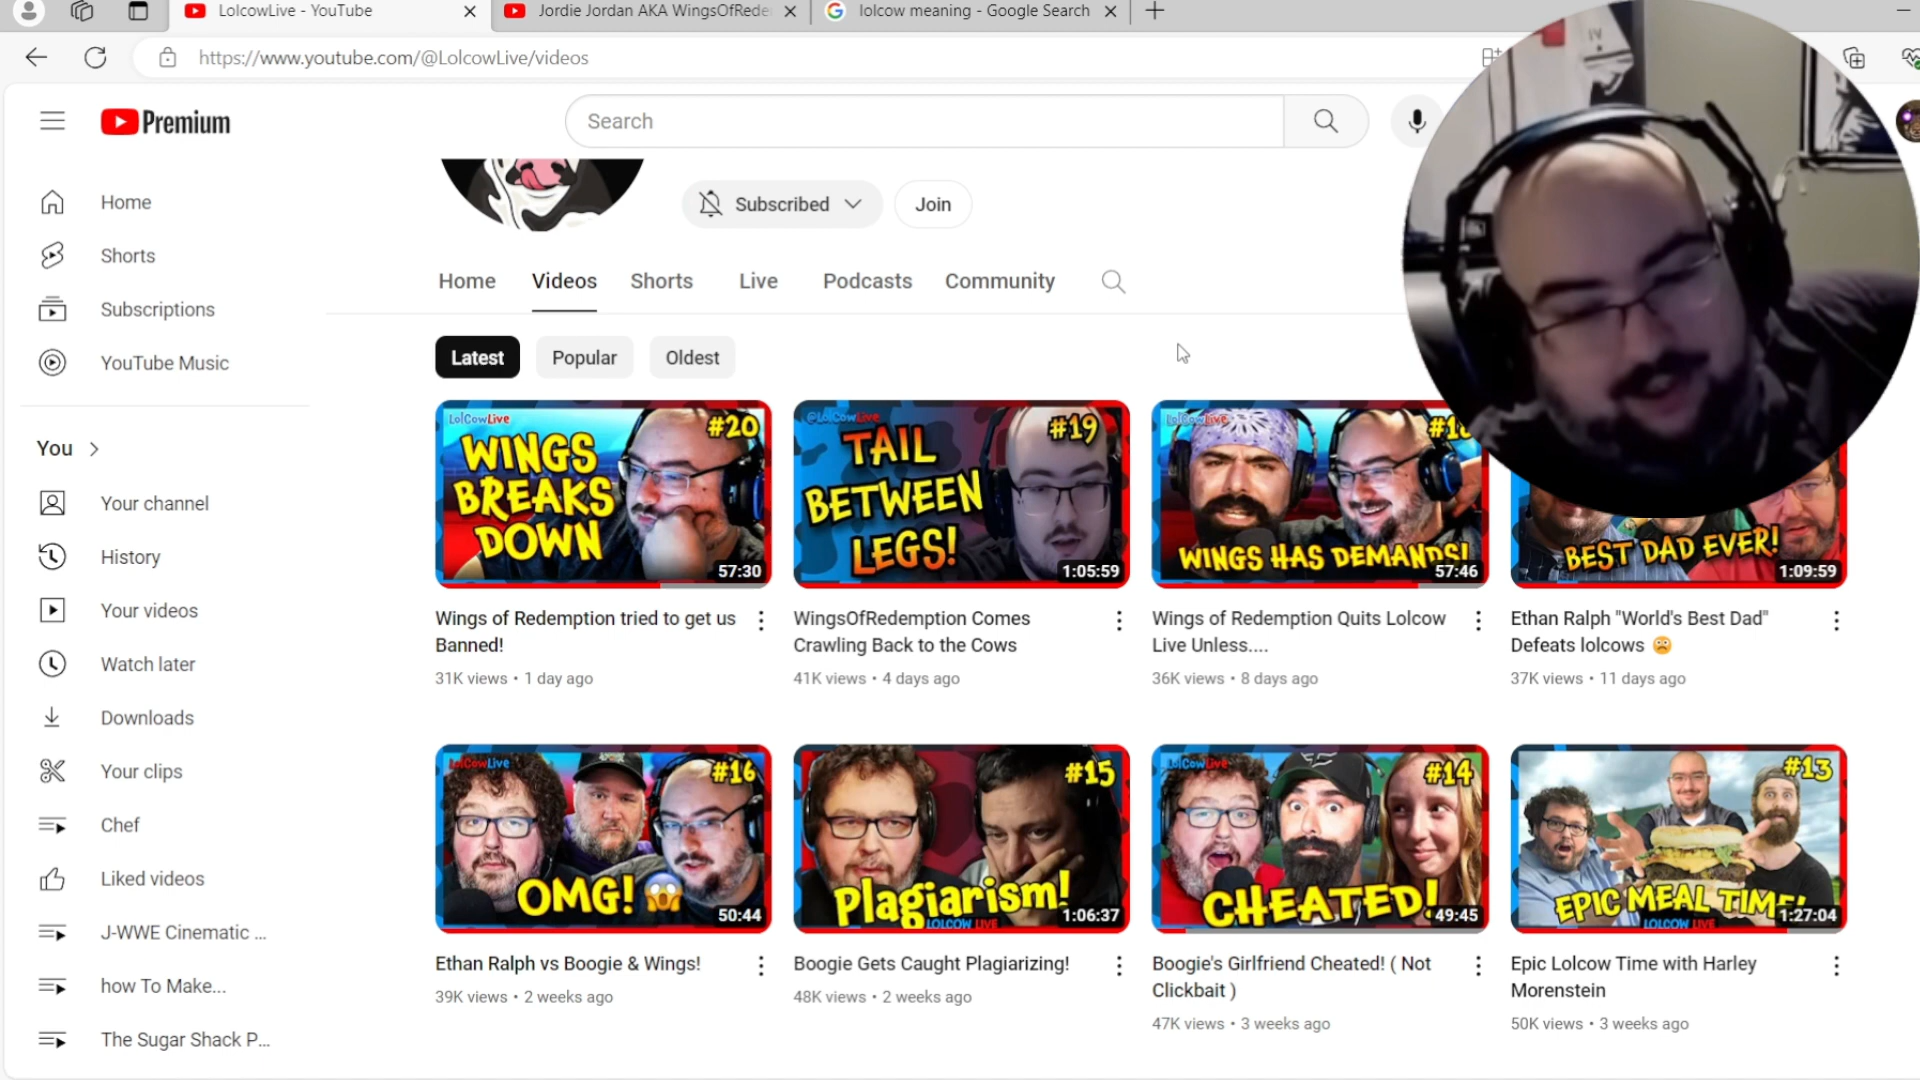 LolcowLive - YouTube
Jordie Jordan AKA WingsOfRede
lolcow meaning - Google Search
https://www.youtube.com/@LolcowLive/videos
Premium
Search
Subscribed
Join
Home
Shorts
Subscriptions
YouTube Music
You
Your channel
History
Your videos
Watch later
Downloads
Your clips
Chef
Liked videos
J-WWE Cinematic ...
how To Make...
The Sugar Shack P...
Home Videos Shorts Live Podcasts Community
Latest Popular Oldest
LolCowLive
#20
WINGS
BREAKS
DOWN
57:30
Wings of Redemption tried to get us
Banned!
31K views • 1 day ago
@LolCowLive
#19
TAIL
BETWEEN
LEGS!
1:05:59
WingsOfRedemption Comes
Crawling Back to the Cows
41K views • 4 days ago
LolCowLive
WINGS HAS DEMANDS!
57:46
Wings of Redemption Quits Lolcow
Live Unless....
36K views • 8 days ago
BEST DAD EVER!
1:09:59
Ethan Ralph "World's Best Dad"
Defeats lolcows 😟
37K views • 11 days ago
LolCowLive
#16
OMG! 😱
50:44
Ethan Ralph vs Boogie & Wings!
39K views • 2 weeks ago
#15
Plagiarism!
LOLCOW LIVE
1:06:37
Boogie Gets Caught Plagiarizing!
48K views • 2 weeks ago
LolCowLive
#14
CHEATED!
49:45
Boogie's Girlfriend Cheated! ( Not
Clickbait )
47K views • 3 weeks ago
#13
EPIC MEAL TIME!
LOLCOW LIVE
1:27:04
Epic Lolcow Time with Harley
Morenstein
50K views • 3 weeks ago